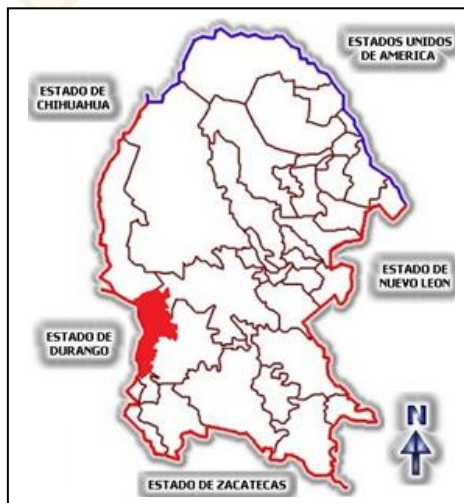 ESTADOS UNIDOS
DE AMERICA
ESTADO DE
CHIHUAHUA
ESTADO DE
NUEVO LEON
ESTADO DE
DURANGO
N
ESTADO DE ZACATECAS